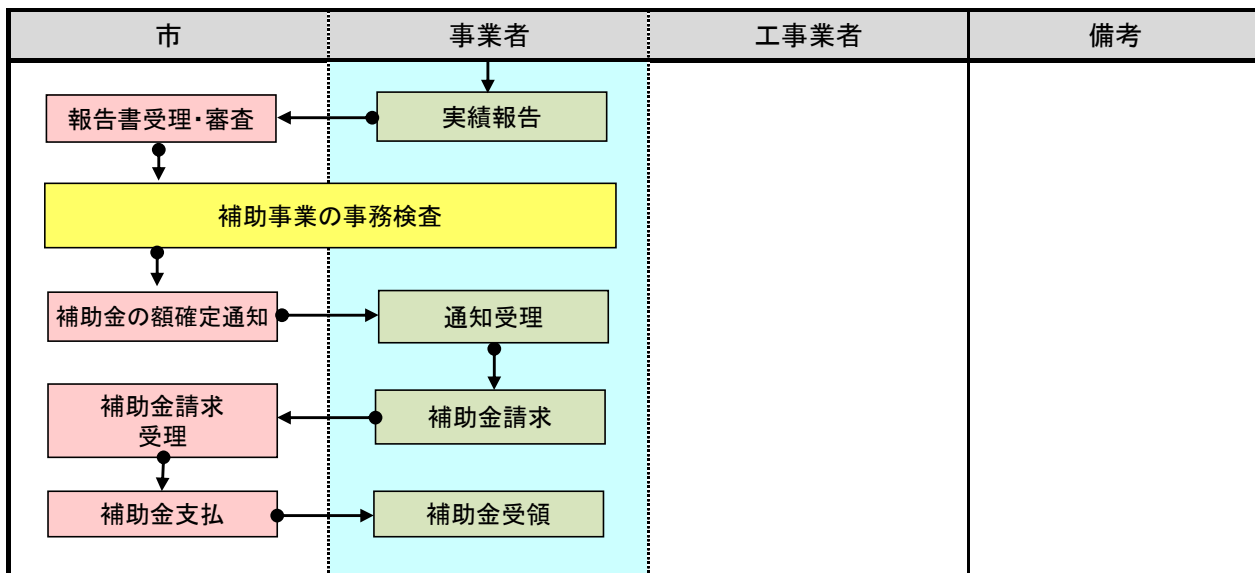 市
事業者
工事業者
備考
報告書受理・審査
実績報告
補助事業の事務検査
補助金の額確定通知
通知受理
補助金請求
受理
補助金請求
補助金支払
補助金受領